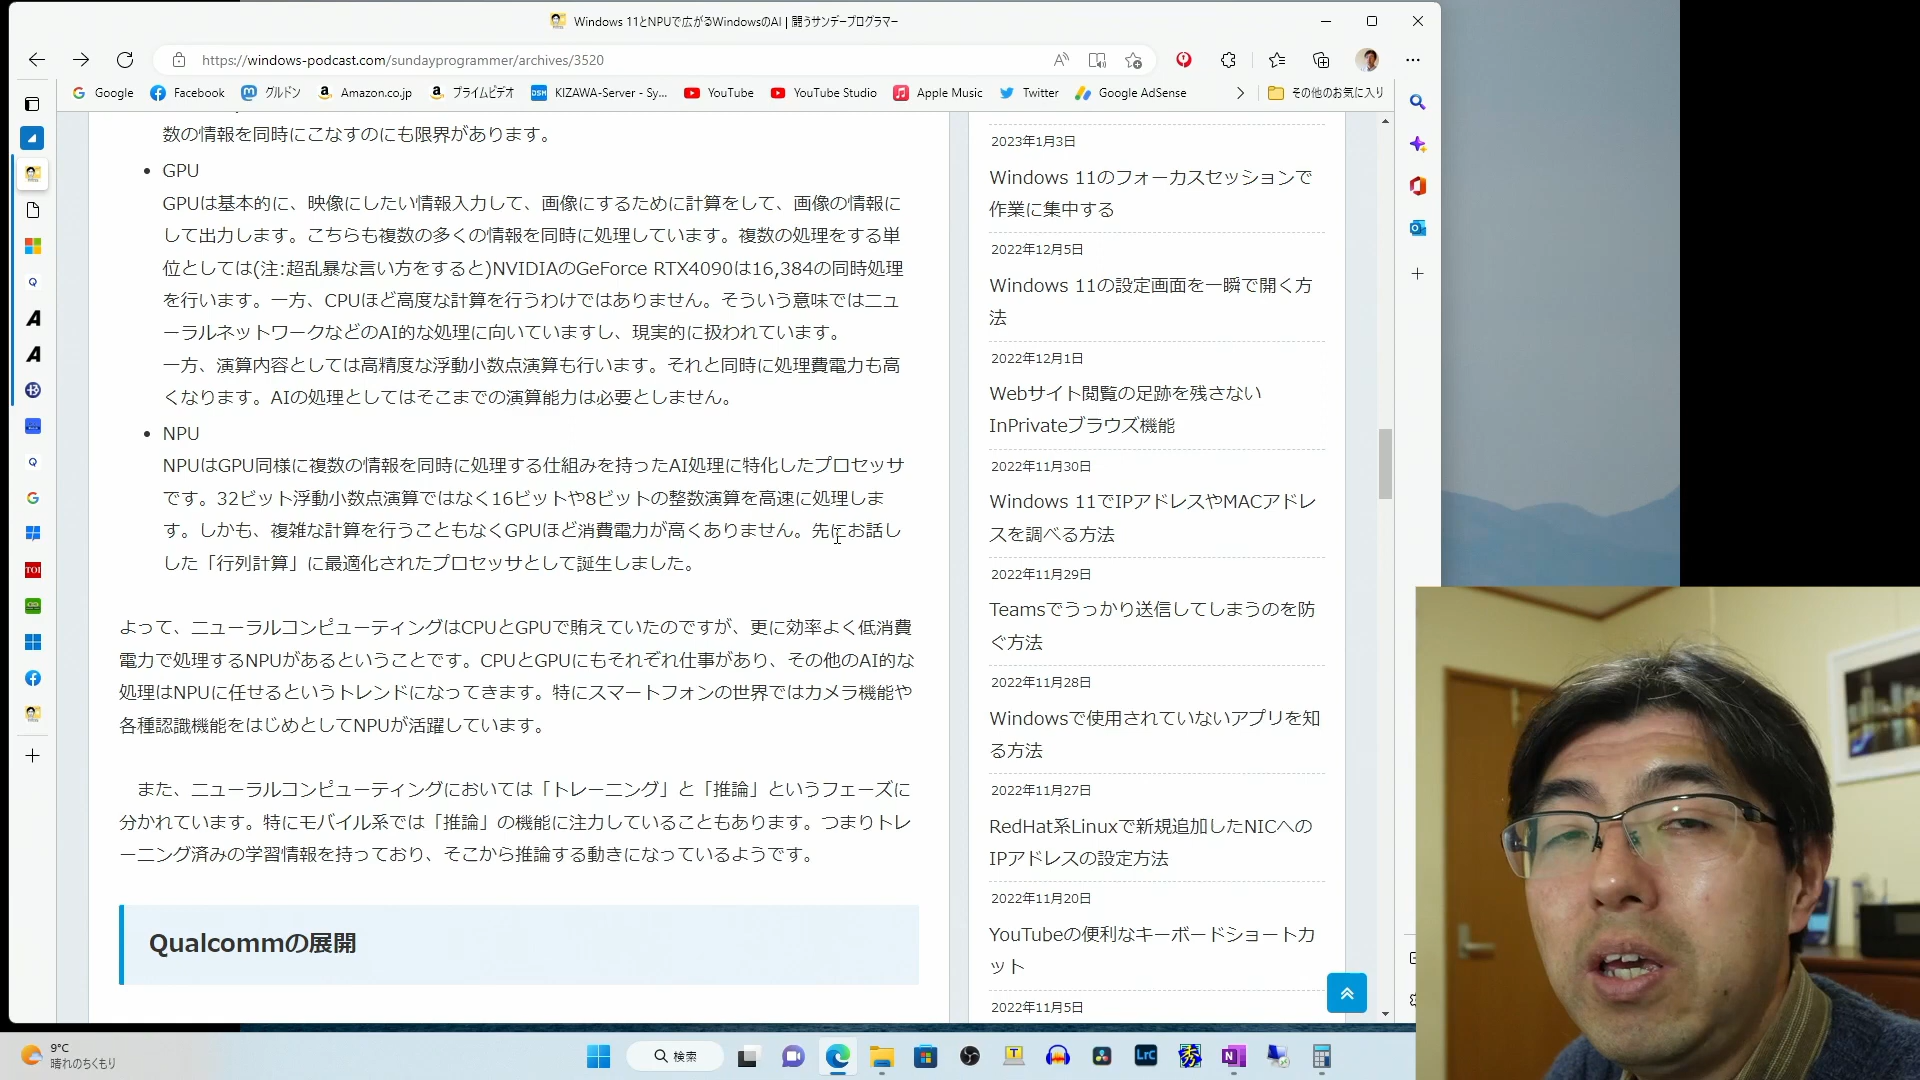 Windows 11とNPUで広がるWindowsのAI | 闘うサンデープログラマー
https://windows-podcast.com/sundayprogrammer/archives/3520
Google
Facebook
グルドン
Amazon.co.jp
プライムビデオ
KIZAWA-Server - Sy...
YouTube
YouTube Studio
Apple Music
Twitter
Google AdSense
その他のお気に入り
数の情報を同時にこなすのにも限界があります。
• GPU
GPUは基本的に、映像にしたい情報入力して、画像にするために計算をして、画像の情報に
して出力します。こちらも複数の多くの情報を同時に処理しています。複数の処理をする単
位としては(注:超乱暴な言い方をすると)NVIDIAのGeForce RTX4090は16,384の同時処理
を行います。一方、CPUほど高度な計算を行うわけではありません。そういう意味ではニュ
ーラルネットワークなどのAI的な処理に向いていますし、現実的に扱われています。
一方、演算内容としては高精度な浮動小数点演算も行います。それと同時に処理費電力も高
くなります。AIの処理としてはそこまでの演算能力は必要としません。
• NPU
NPUはGPU同様に複数の情報を同時に処理する仕組みを持ったAI処理に特化したプロセッサ
です。32ビット浮動小数点演算ではなく16ビットや8ビットの整数演算を高速に処理しま
す。しかも、複雑な計算を行うこともなくGPUほど消費電力が高くありません。先にお話し
した「行列計算」に最適化されたプロセッサとして誕生しました。
よって、ニューラルコンピューティングはCPUとGPUで賄えていたのですが、更に効率よく低消費
電力で処理するNPUがあるということです。CPUとGPUにもそれぞれ仕事があり、その他のAI的な
処理はNPUに任せるというトレンドになってきます。特にスマートフォンの世界ではカメラ機能や
各種認識機能をはじめとしてNPUが活躍しています。
また、ニューラルコンピューティングにおいては「トレーニング」と「推論」というフェーズに
分かれています。特にモバイル系では「推論」の機能に注力していることもあります。つまりトレ
ーニング済みの学習情報を持っており、そこから推論する動きになっているようです。
Qualcommの展開
2023年1月3日
Windows 11のフォーカスセッションで
作業に集中する
2022年12月5日
Windows 11の設定画面を一瞬で開く方
法
2022年12月1日
Webサイト閲覧の足跡を残さない
InPrivateブラウズ機能
2022年11月30日
Windows 11でIPアドレスやMACアドレ
スを調べる方法
2022年11月29日
Teamsでうっかり送信してしまうのを防
ぐ方法
2022年11月28日
Windowsで使用されていないアプリを知
る方法
2022年11月27日
RedHat系Linuxで新規追加したNICへの
IPアドレスの設定方法
2022年11月20日
YouTubeの便利なキーボードショートカ
ット
2022年11月5日
9°C
晴れのちくもり
検索